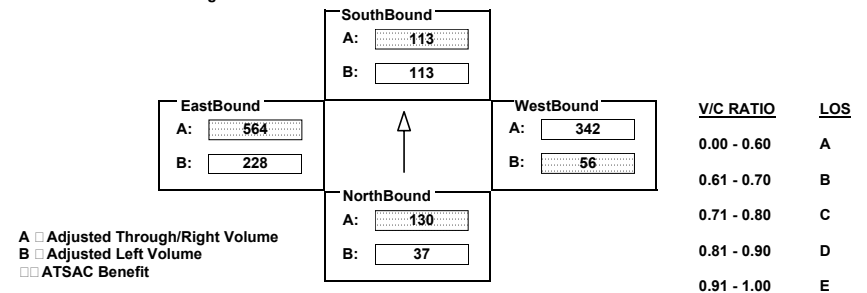 SouthBound
A: 113
B: 113
EastBound
A: 564
B: 228
WestBound
A: 342
B: 56
NorthBound
A: 130
B: 37
A □ Adjusted Through/Right Volume
B □ Adjusted Left Volume
□□ ATSAC Benefit
V/C RATIO LOS
0.00 - 0.60 A
0.61 - 0.70 B
0.71 - 0.80 C
0.81 - 0.90 D
0.91 - 1.00 E